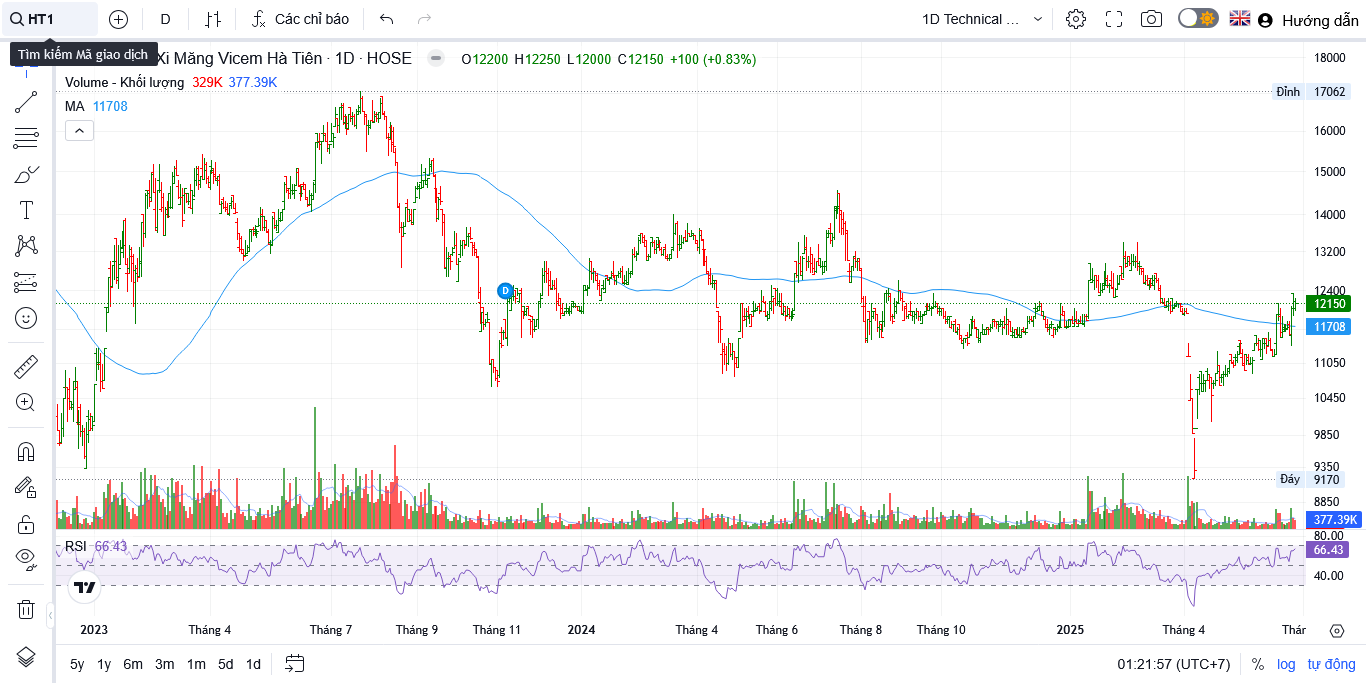 HT1 D Các chỉ báo 1D Technical ... Hướng dẫn
Tìm kiếm Mã giao dịch
Xi Măng Vicem Hà Tiên · 1D · HOSE O12200 H12250 L12000 C12150 +100 (+0.83%)
Volume - Khối lượng 329K 377.39K
MA 11708
18000
Đỉnh 17062
16000
15000
14000
13200
12400
12150
11708
11050
10450
9850
9350
Đáy 9170
8850
377.39K
80.00
RSI 66.43
66.43
40.00
D
2023 Tháng 4 Tháng 7 Tháng 9 Tháng 11 2024 Tháng 4 Tháng 6 Tháng 8 Tháng 10 2025 Tháng 4 Thár
5y 1y 6m 3m 1m 5d 1d 01:21:57 (UTC+7) % log tự động